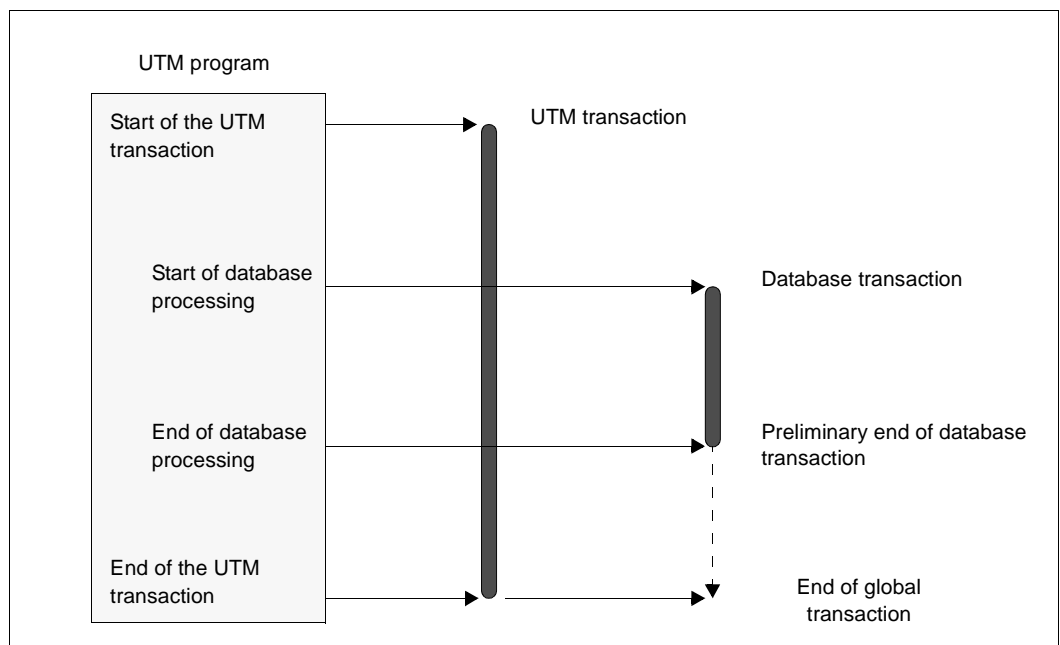 UTM program
Start of the UTM
transaction
UTM transaction
Start of database
processing
Database transaction
End of database
processing
Preliminary end of database
transaction
End of the UTM
transaction
End of global
transaction